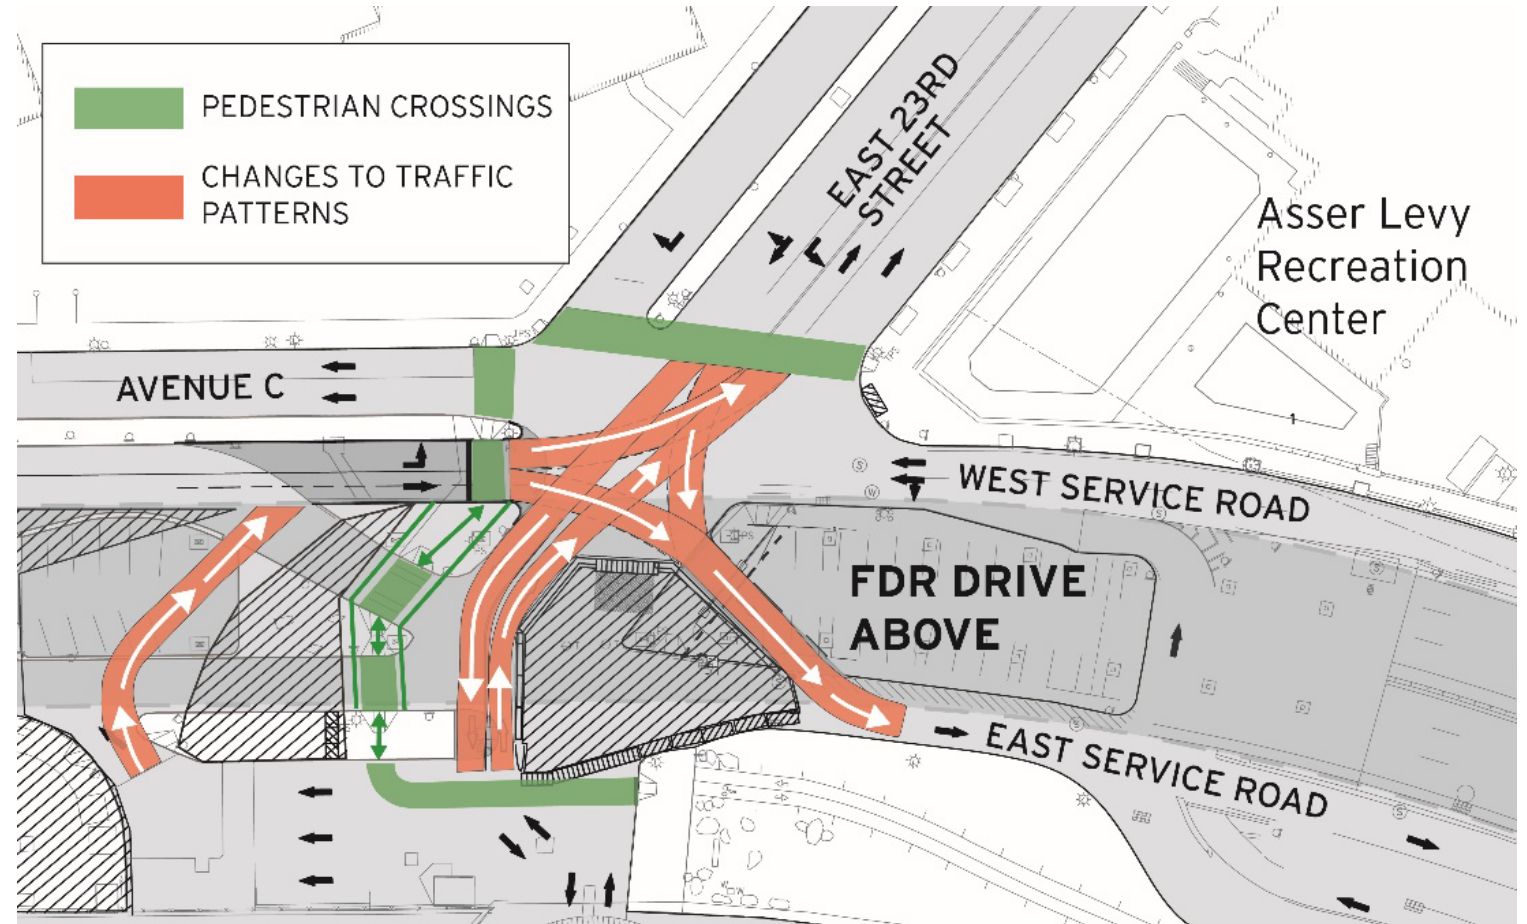 PEDESTRIAN CROSSINGS
CHANGES TO TRAFFIC
PATTERNS
EAST 23RD
STREET
Asser Levy
Recreation
Center
AVENUE C
WEST SERVICE ROAD
FDR DRIVE
ABOVE
EAST SERVICE ROAD